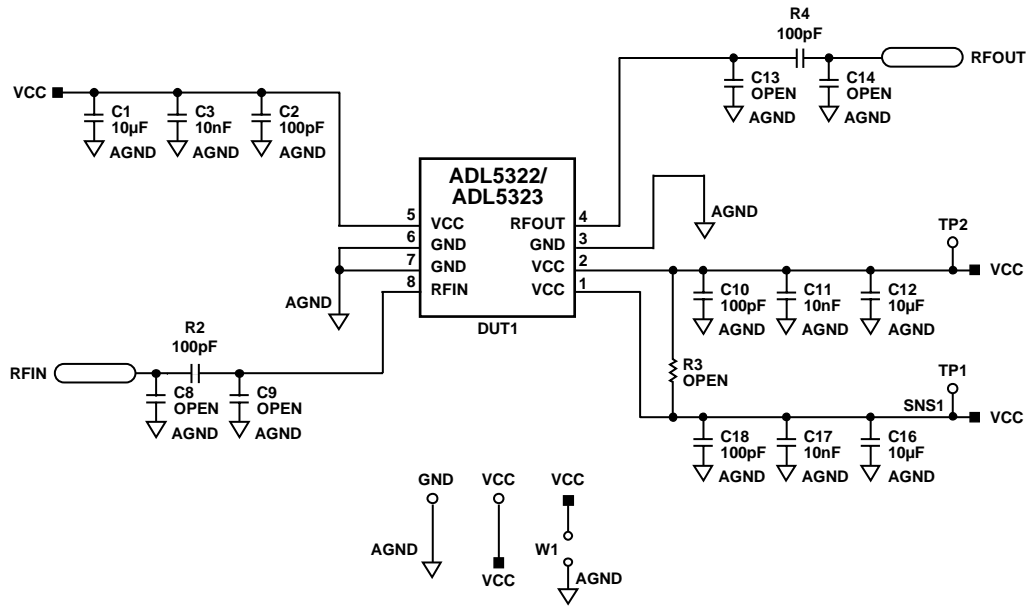 R4
100pF
RFOUT
C13
OPEN
AGND
C14
OPEN
AGND
VCC
C1
10µF
AGND
C3
10nF
AGND
C2
100pF
AGND
ADL5322/
ADL5323
5 VCC
6 GND
7 GND
8 RFIN
RFOUT 4
GND 3
VCC 2
VCC 1
DUT1
AGND
AGND
TP2
VCC
C10
100pF
AGND
C11
10nF
AGND
C12
10µF
AGND
R2
100pF
RFIN
C8
OPEN
AGND
C9
OPEN
AGND
R3
OPEN
TP1
SNS1
VCC
C18
100pF
AGND
C17
10nF
AGND
C16
10µF
AGND
GND
AGND
VCC
VCC
VCC
W1
AGND